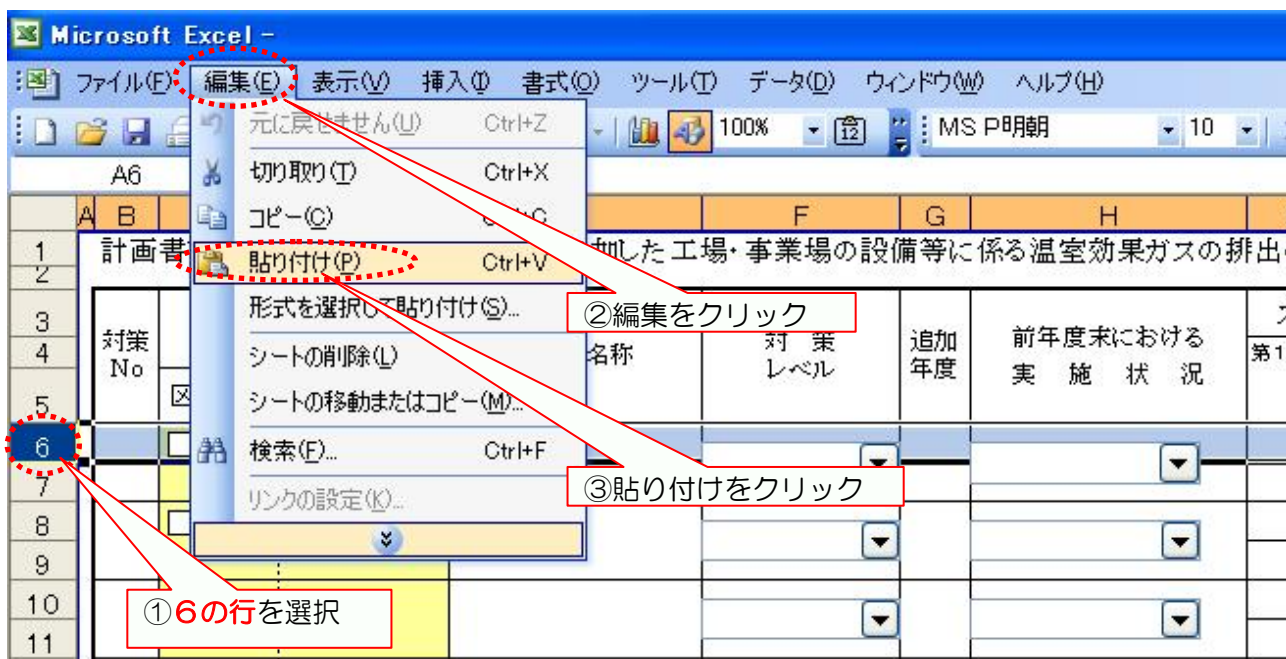 Microsoft Excel -
ファイル(F) 編集(E) 表示(V) 挿入(I) 書式(O) ツール(T) データ(D) ウィンドウ(W) ヘルプ(H)
元に戻せません(U) Ctrl+Z
100% 12 MS P明朝 10
A6
切り取り(T) Ctrl+X
コピー(C)
A B F G H
貼り付け(P) Ctrl+V
1 計画書 加した工場・事業場の設備等に係る温室効果ガスの排出
2
形式を選択して貼り付け(S)...
②編集をクリック
3
4
5
対策
No
シートの削除(L)
名称
対 策
レベル
追加
年度
前年度末における
実 施 状 況
第1
シートの移動またはコピー(M)...
6
検索(F)... Ctrl+F
7
リンクの設定(K)...
③貼り付けをクリック
8
9
10
①6の行を選択
11